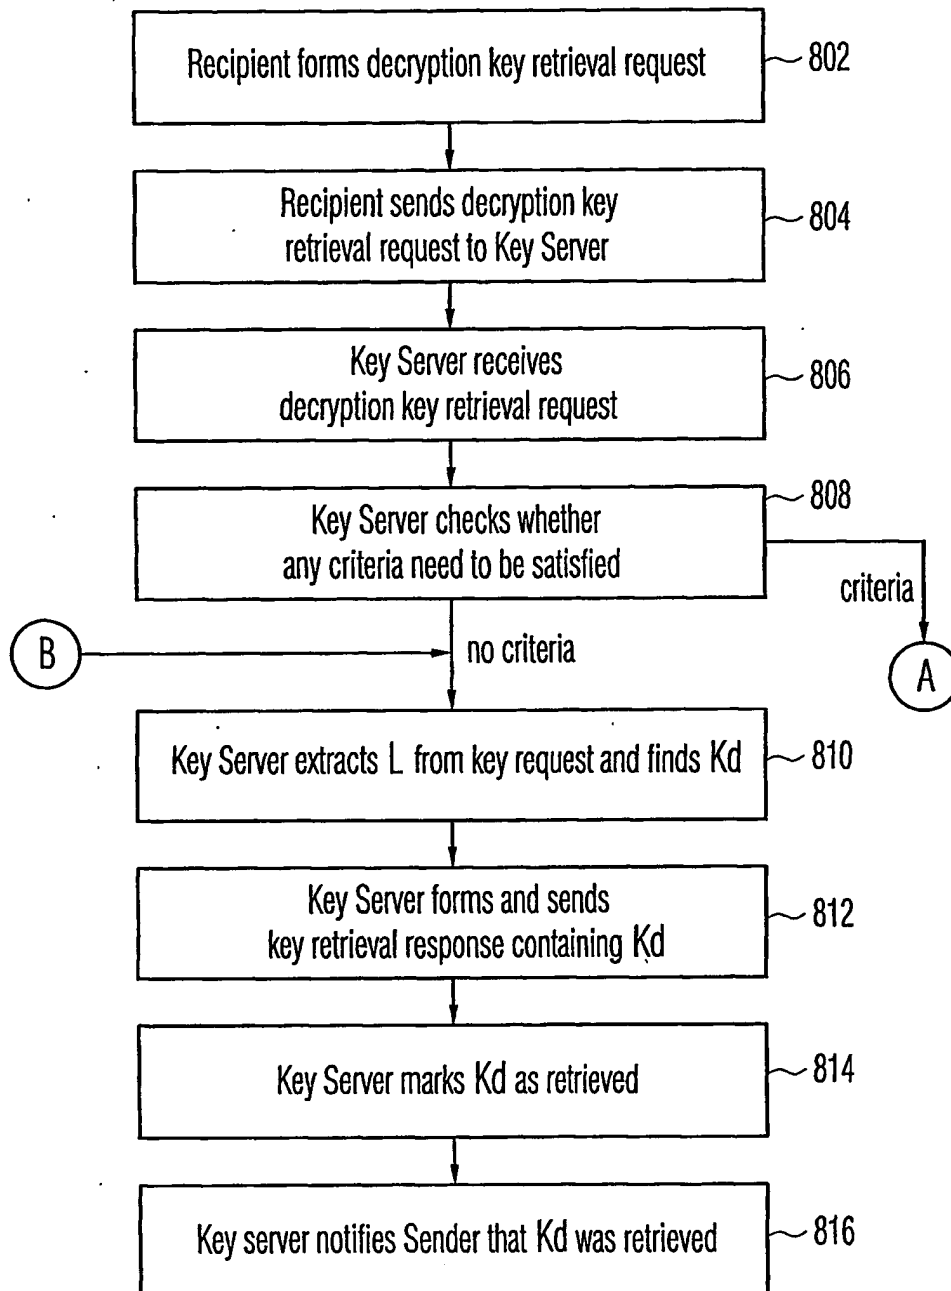 Recipient forms decryption key retrieval request
802
Recipient sends decryption key
retrieval request to Key Server
804
Key Server receives
decryption key retrieval request
806
Key Server checks whether
any criteria need to be satisfied
808
criteria
A
B
no criteria
Key Server extracts L from key request and finds Kd
810
Key Server forms and sends
key retrieval response containing Kd
812
Key Server marks Kd as retrieved
814
Key server notifies Sender that Kd was retrieved
816